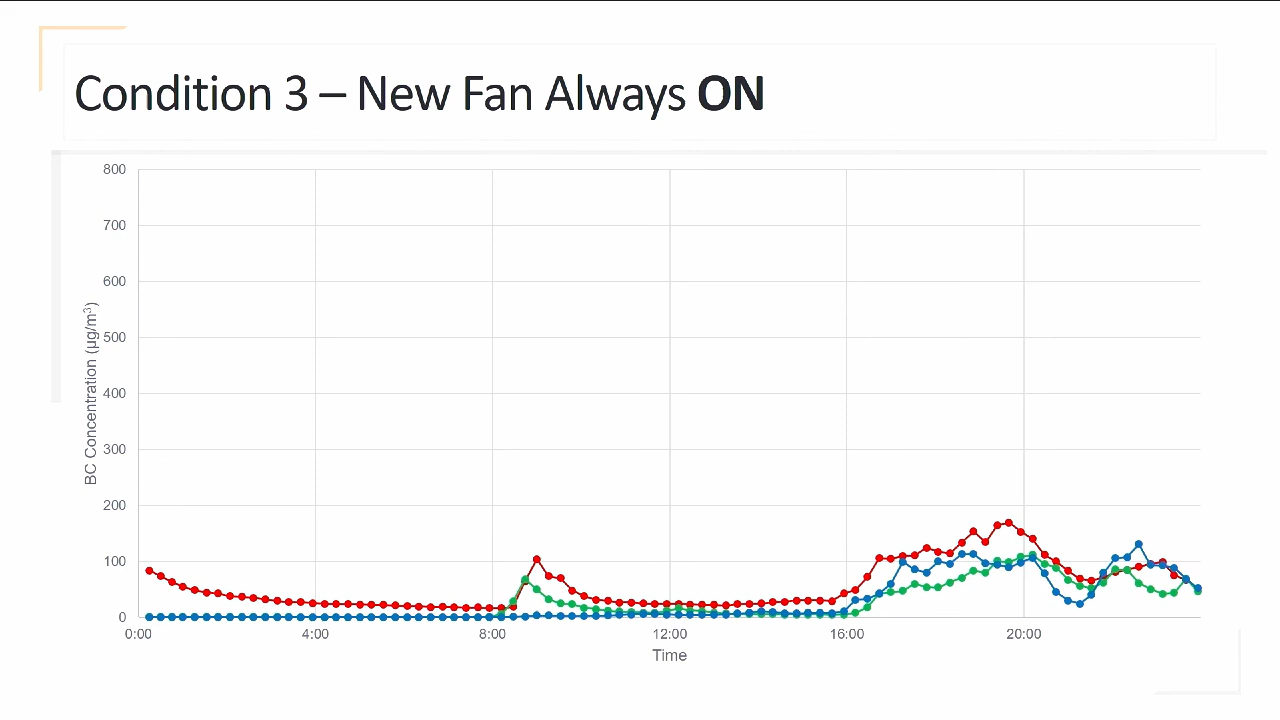 Condition 3 – New Fan Always ON
800
700
600
500
400
300
200
100
0
BC Concentration (µg/m³)
0:00 4:00 8:00 12:00 16:00 20:00
Time